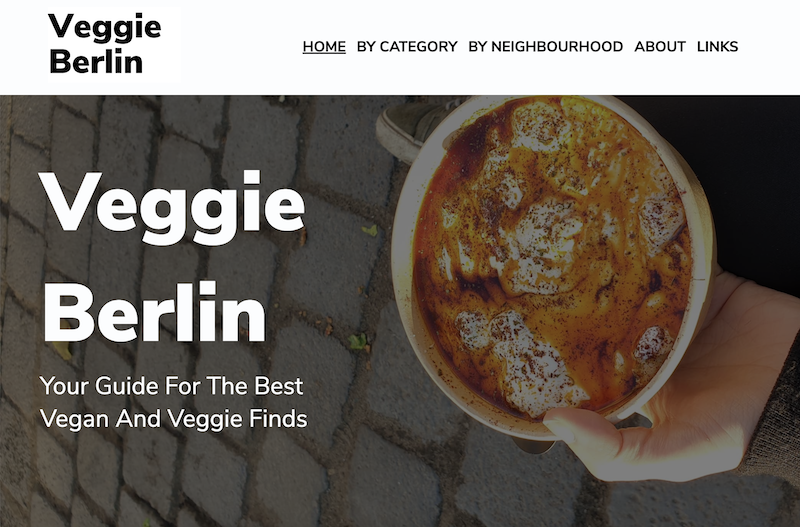 Veggie
Berlin
HOME BY CATEGORY BY NEIGHBOURHOOD ABOUT LINKS
Veggie
Berlin
Your Guide For The Best
Vegan And Veggie Finds